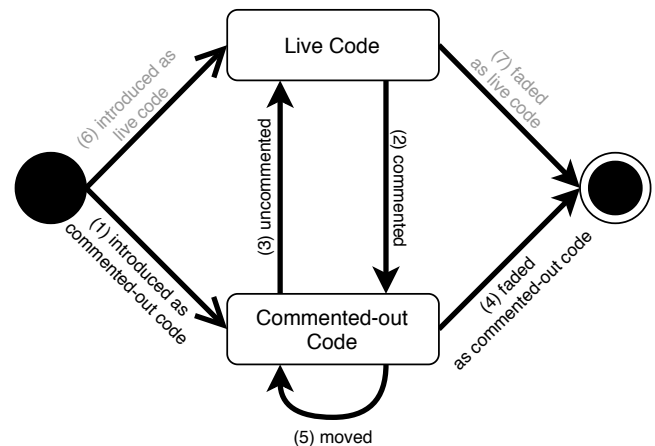 Live Code
(6) introduced as
live code
(7) faded
as live code
(3) uncommented
(2) commented
(1) introduced as
commented-out code
Commented-out
Code
(4) faded
as commented-out code
(5) moved